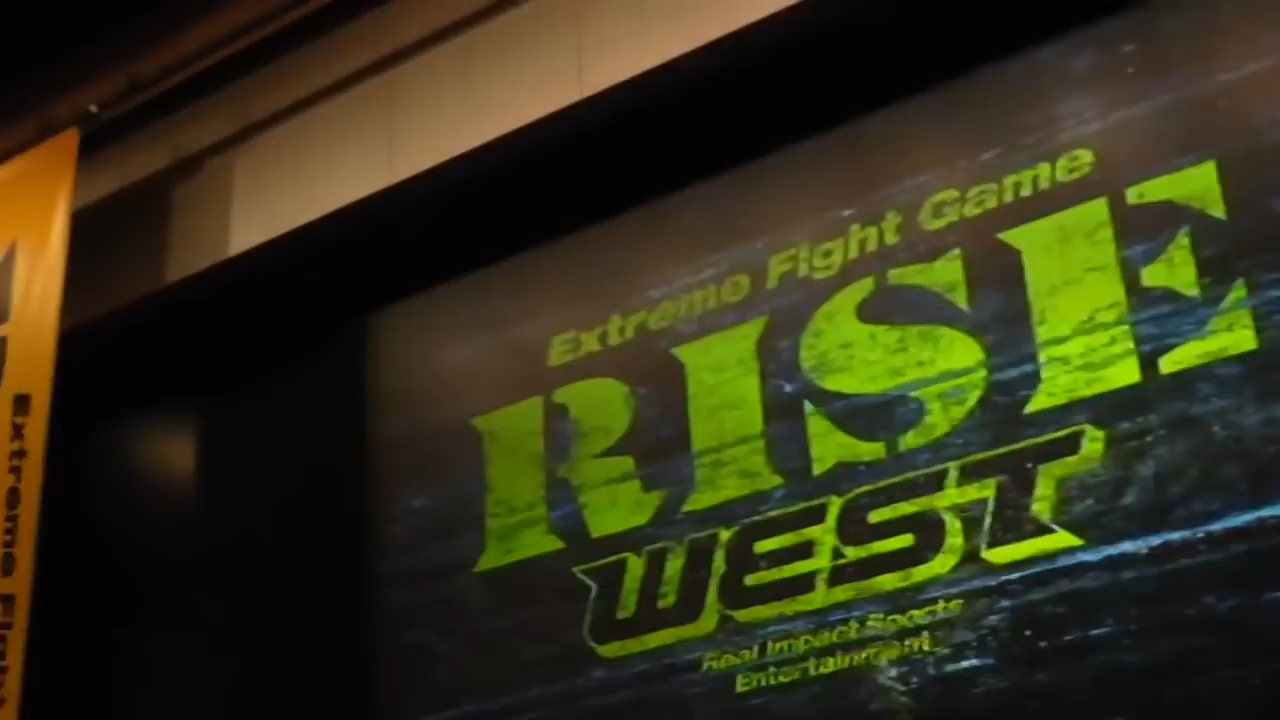 Extreme Fight Game
RISE
WEST
Real Impact Sports
Entertainment
Extreme Fight